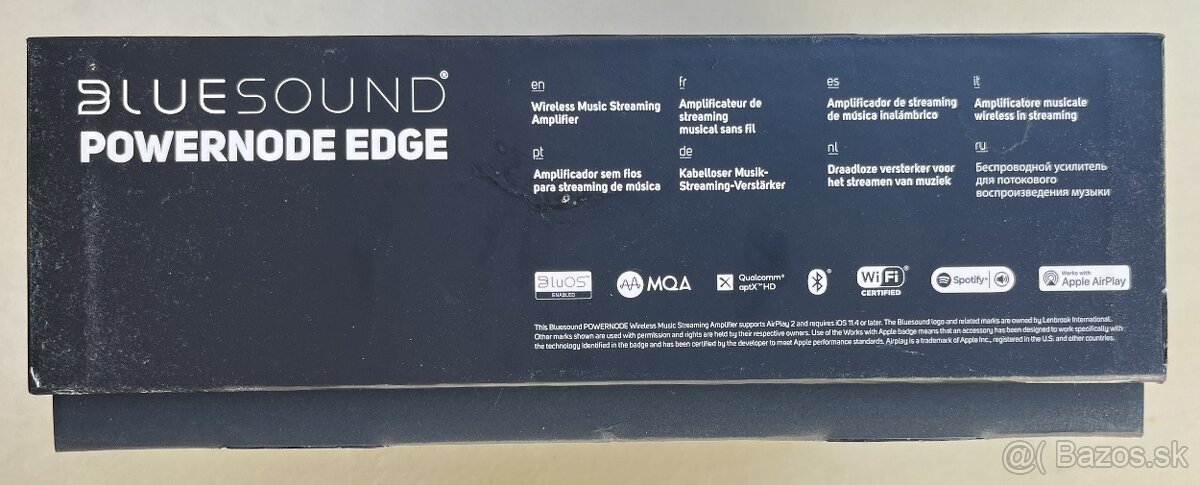 BLUESOUND®
POWERNODE EDGE
en
Wireless Music Streaming
Amplifier
fr
Amplificateur de
streaming
musical sans fil
es
Amplificador de streaming
de música inalámbrico
it
Amplificatore musicale
wireless in streaming
pt
Amplificador sem fios
para streaming de música
de
Kabelloser Musik-
Streaming-Verstärker
nl
Draadloze versterker voor
het streamen van muziek
ru
Беспроводной усилитель
для потокового
воспроизведения музыки
BluOS™
ENABLED
MQA
Qualcomm®
aptX™ HD
WiFi®
CERTIFIED
Spotify®
Works with
Apple AirPlay
This Bluesound POWERNODE Wireless Music Streaming Amplifier supports AirPlay 2 and requires iOS 11.4 or later. The Bluesound logo and related marks are owned by Lenbrook International.
Other marks shown are used with permission and rights are held by their respective owners. Use of the Works with Apple badge means that an accessory has been designed to work specifically with
the technology identified in the badge and has been certified by the developer to meet Apple performance standards. Airplay is a trademark of Apple Inc., registered in the U.S. and other countries.
@( Bazos.sk